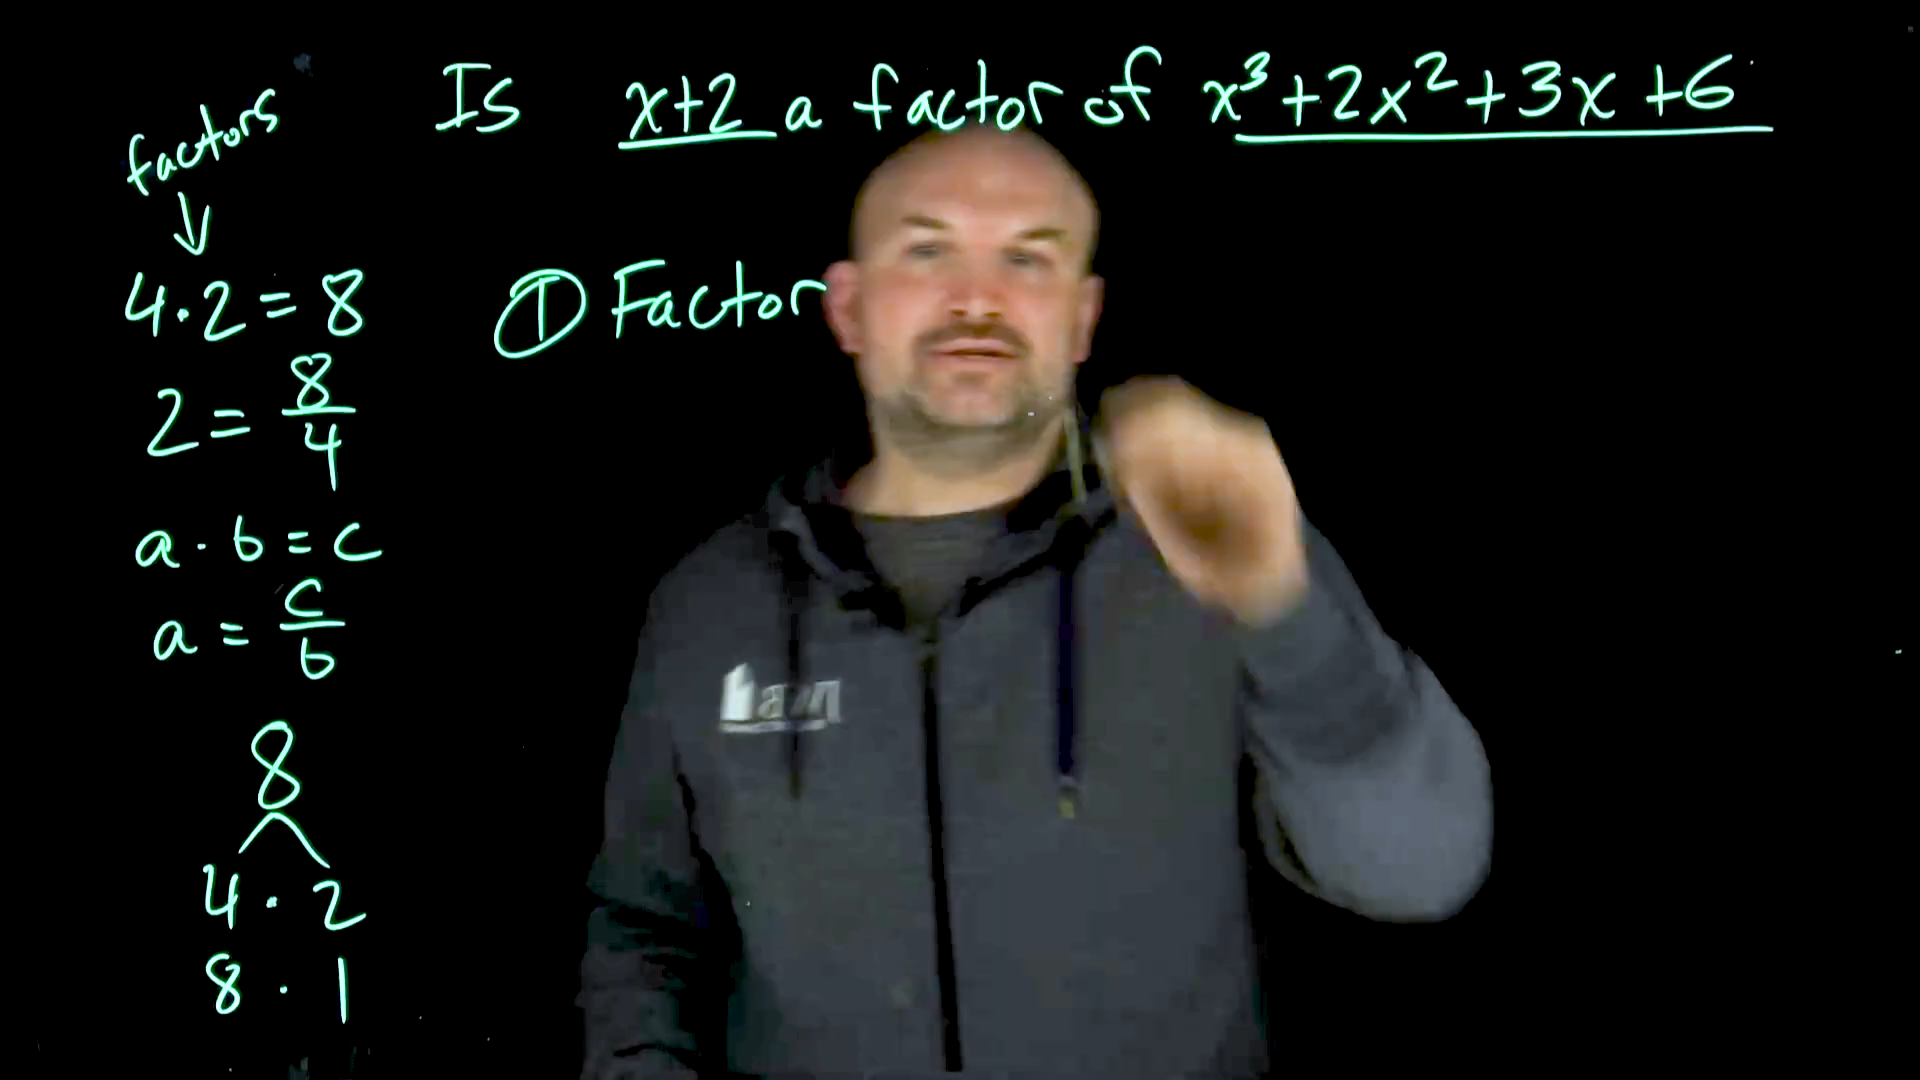 Is x+2 a factor of x³+2x²+3x+6
factors
↓
4·2=8
2=8/4
a·b=c
a=c/b
8
4·2
8·1
① Factor